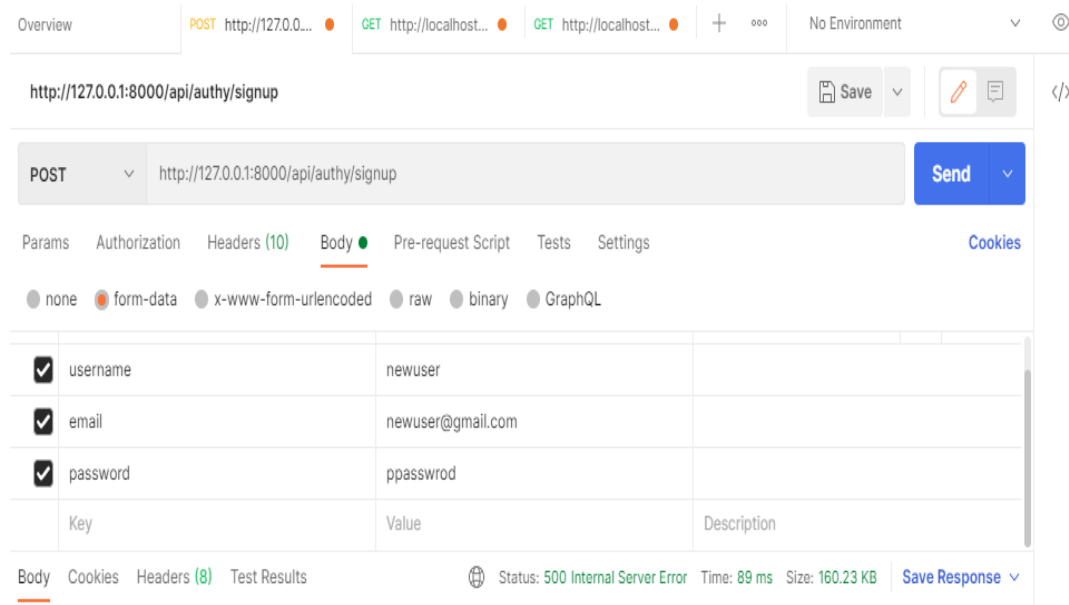 Overview POST http://127.0.0.... GET http://localhost... GET http://localhost... No Environment
http://127.0.0.1:8000/api/authy/signup Save
POST http://127.0.0.1:8000/api/authy/signup Send
Params Authorization Headers (10) Body Pre-request Script Tests Settings Cookies
none form-data x-www-form-urlencoded raw binary GraphQL
username newuser
email newuser@gmail.com
password ppasswrod
Key Value Description
Body Cookies Headers (8) Test Results Status: 500 Internal Server Error Time: 89 ms Size: 160.23 KB Save Response